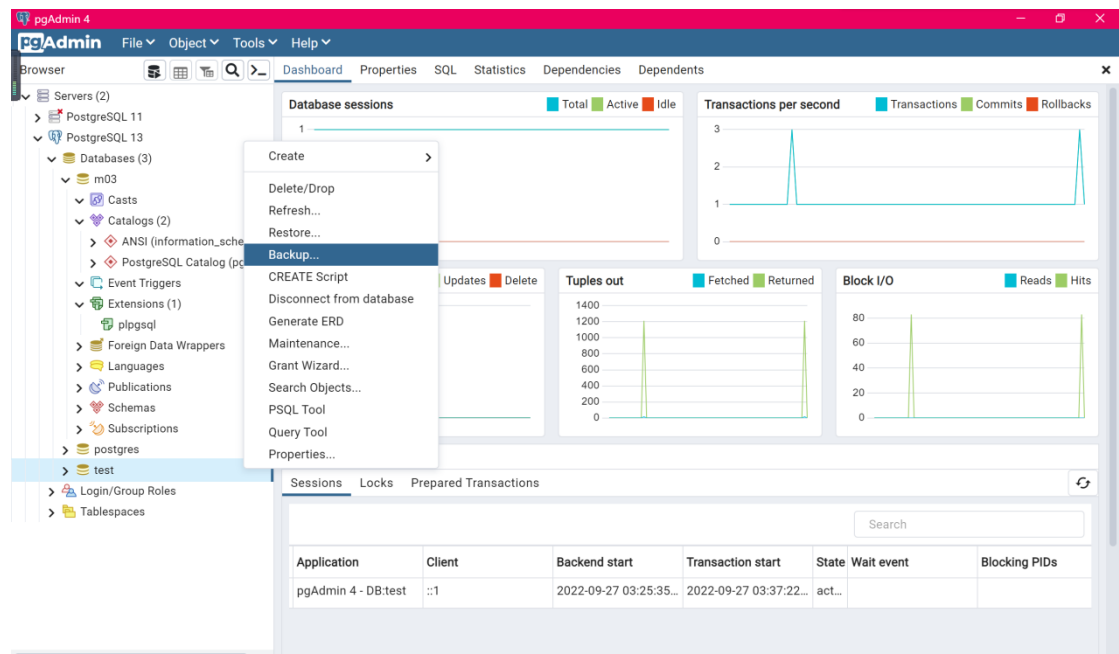 pgAdmin 4
pgAdmin File Object Tools Help
Browser
Dashboard Properties SQL Statistics Dependencies Dependents
Servers (2)
PostgreSQL 11
PostgreSQL 13
Databases (3)
m03
Casts
Catalogs (2)
ANSI (information_sche
PostgreSQL Catalog (pg
Event Triggers
Extensions (1)
plpgsql
Foreign Data Wrappers
Languages
Publications
Schemas
Subscriptions
postgres
test
Login/Group Roles
Tablespaces
Create
Delete/Drop
Refresh...
Restore...
Backup...
CREATE Script
Disconnect from database
Generate ERD
Maintenance...
Grant Wizard...
Search Objects...
PSQL Tool
Query Tool
Properties...
Database sessions Total Active Idle
1
Transactions per second Transactions Commits Rollbacks
3
2
1
0
Updates Delete
Tuples out Fetched Returned
1400
1200
1000
800
600
400
200
0
Block I/O Reads Hits
80
60
40
20
0
Sessions Locks Prepared Transactions
Search
Application Client Backend start Transaction start State Wait event Blocking PIDs
pgAdmin 4 - DB:test ::1 2022-09-27 03:25:35... 2022-09-27 03:37:22... act...